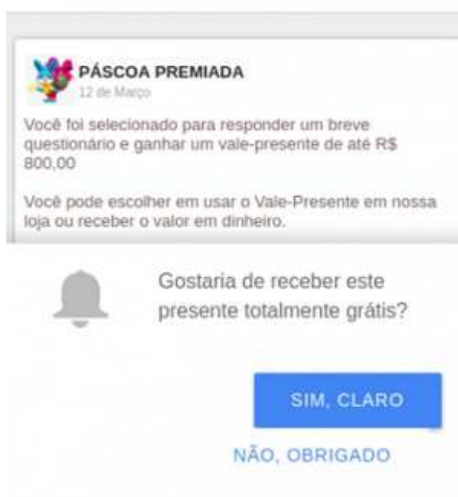 PÁSCOA PREMIADA
12 de Março
Você foi selecionado para responder um breve
questionário e ganhar um vale-presente de até R$
800,00
Você pode escolher em usar o Vale-Presente em nossa
loja ou receber o valor em dinheiro.
Gostaria de receber este
presente totalmente grátis?
SIM, CLARO
NÃO, OBRIGADO